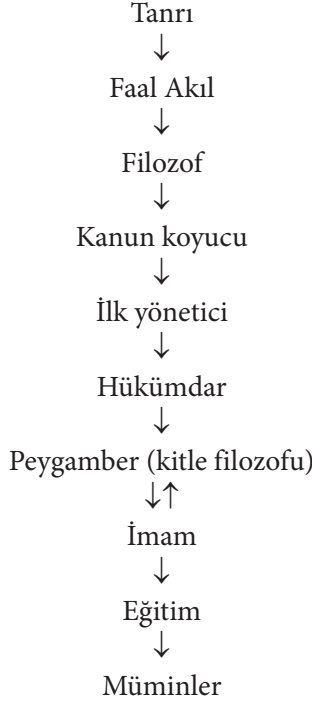 Tanrı
↓
Faal Akıl
↓
Filozof
↓
Kanun koyucu
↓
İlk yönetici
↓
Hükümdar
↓
Peygamber (kitle filozofu)
↓↑
İmam
↓
Eğitim
↓
Müminler